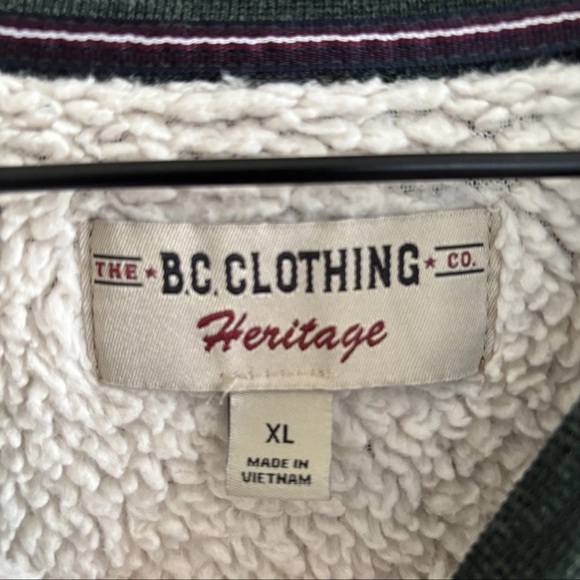 THE ★ B.C. CLOTHING ★ CO.
Heritage
XL
MADE IN
VIETNAM